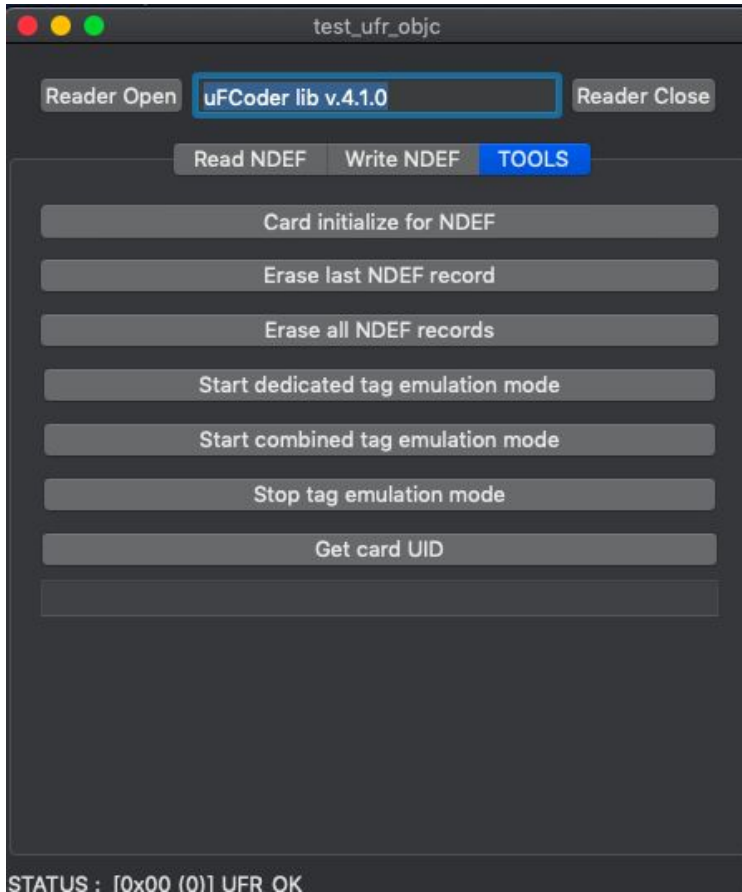 test_ufr_objc
Reader Open uFCoder lib v.4.1.0 Reader Close
Read NDEF Write NDEF TOOLS
Card initialize for NDEF
Erase last NDEF record
Erase all NDEF records
Start dedicated tag emulation mode
Start combined tag emulation mode
Stop tag emulation mode
Get card UID
STATUS : [0x00 (0)] UFR_OK